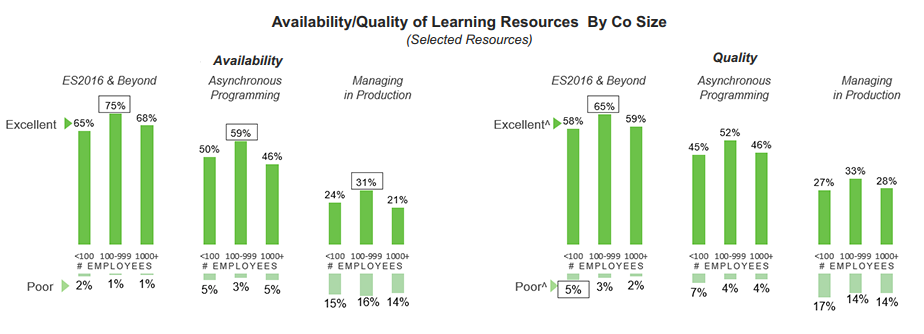 Availability/Quality of Learning Resources By Co Size
(Selected Resources)
Availability
Quality
ES2016 & Beyond
Asynchronous
Programming
Managing
in Production
ES2016 & Beyond
Asynchronous
Programming
Managing
in Production
Excellent
65% 75% 68%
50% 59% 46%
24% 31% 21%
Excellent^
58% 65% 59%
45% 52% 46%
27% 33% 28%
<100 100-999 1000+
# EMPLOYEES
<100 100-999 1000+
# EMPLOYEES
<100 100-999 1000+
# EMPLOYEES
<100 100-999 1000+
# EMPLOYEES
<100 100-999 1000+
# EMPLOYEES
<100 100-999 1000+
# EMPLOYEES
Poor
2% 1% 1%
5% 3% 5%
15% 16% 14%
Poor^
5% 3% 2%
7% 4% 4%
17% 14% 14%